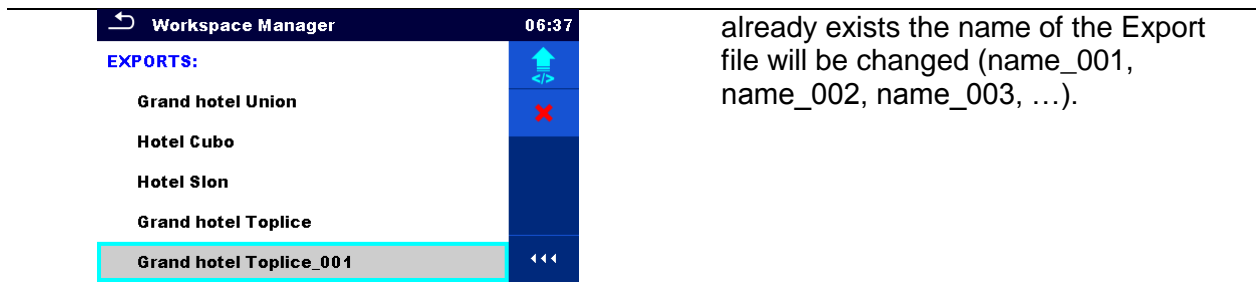 Workspace Manager 06:37
EXPORTS:
Grand hotel Union
Hotel Cubo
Hotel Slon
Grand hotel Toplice
Grand hotel Toplice_001
</>
already exists the name of the Export
file will be changed (name_001,
name_002, name_003, …).